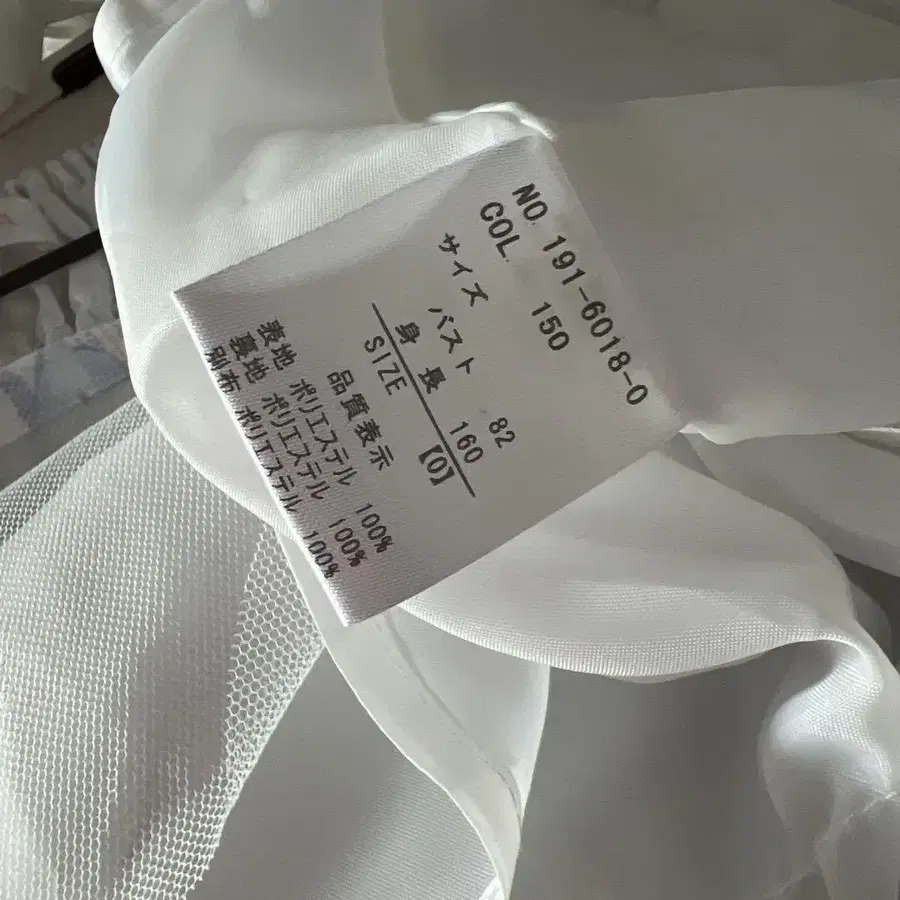 NO. 191-6018-0
COL. 150
サイズ バスト 82
身長 160
SIZE 【0】
品質表示
表地 ポリエステル 100%
裏地 ポリエステル 100%
別布 ポリエステル 100%